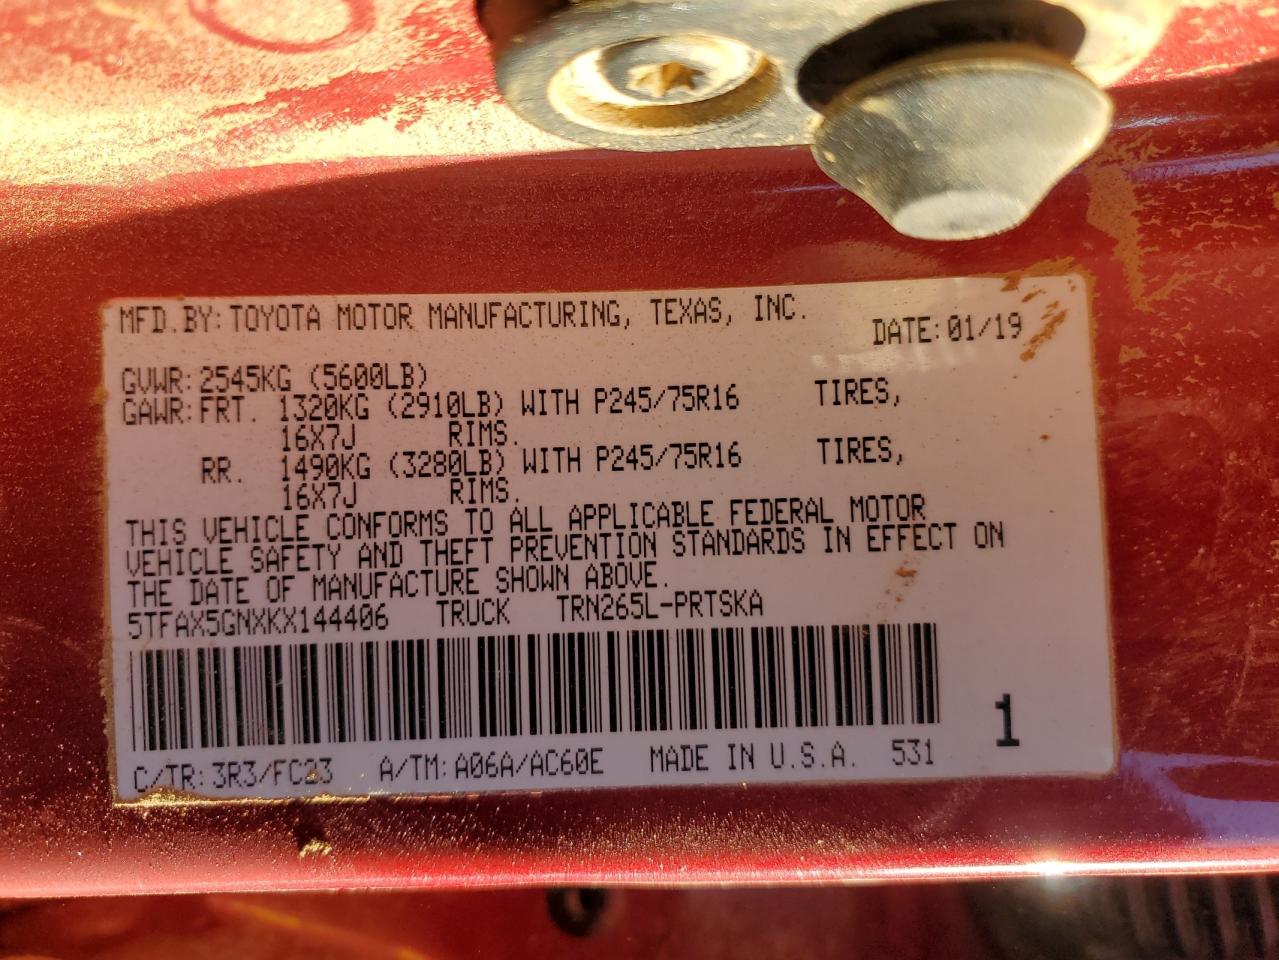 MFD.BY:TOYOTA MOTOR MANUFACTURING, TEXAS, INC.
DATE:01/19
GVWR:2545KG (5600LB)
GAWR:FRT. 1320KG (2910LB) WITH P245/75R16 TIRES,
16X7J RIMS.
RR. 1490KG (3280LB) WITH P245/75R16 TIRES,
16X7J RIMS.
THIS VEHICLE CONFORMS TO ALL APPLICABLE FEDERAL MOTOR
VEHICLE SAFETY AND THEFT PREVENTION STANDARDS IN EFFECT ON
THE DATE OF MANUFACTURE SHOWN ABOVE.
5TFAX5GNXKX144406 TRUCK TRN265L-PRTSKA
1
C/TR:3R3/FC23 A/TM:A06A/AC60E MADE IN U.S.A. 531